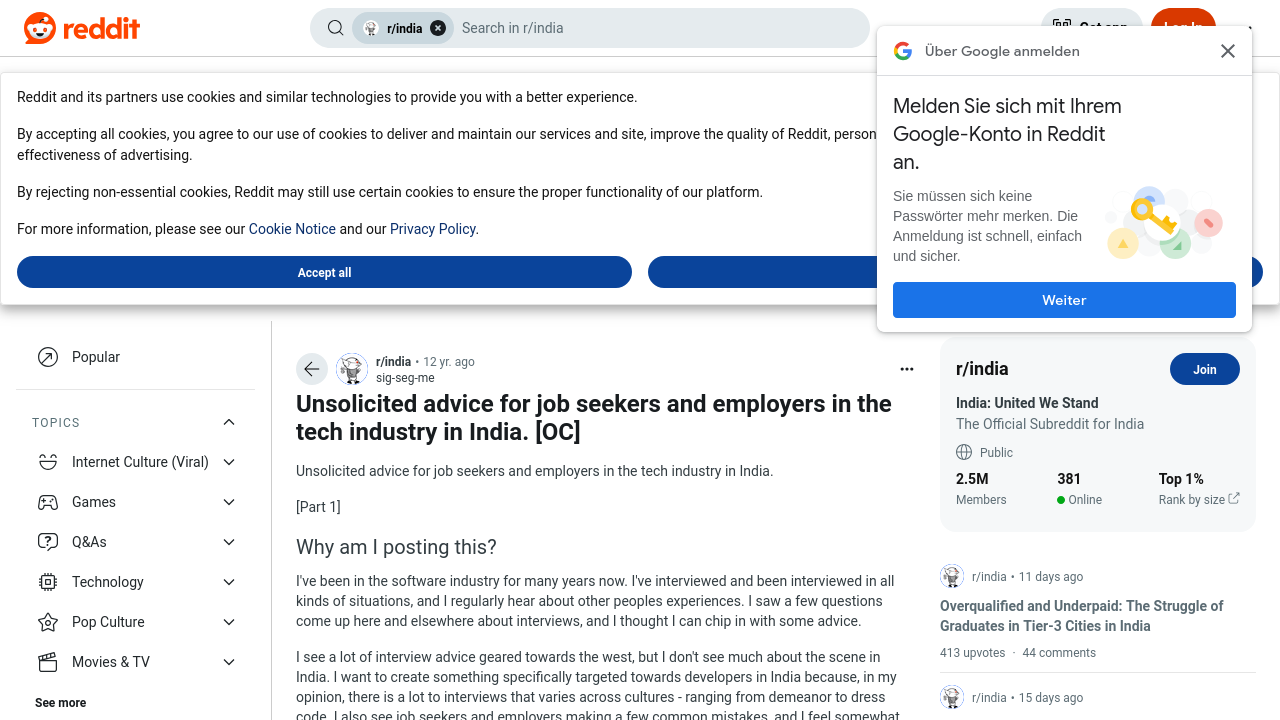 reddit
r/india
Search in r/india
Get app
Log In
Reddit and its partners use cookies and similar technologies to provide you with a better experience.
By accepting all cookies, you agree to our use of cookies to deliver and maintain our services and site, improve the quality of Reddit, person
effectiveness of advertising.
By rejecting non-essential cookies, Reddit may still use certain cookies to ensure the proper functionality of our platform.
For more information, please see our Cookie Notice and our Privacy Policy.
Accept all
Über Google anmelden
Melden Sie sich mit Ihrem
Google-Konto in Reddit
an.
Sie müssen sich keine
Passwörter mehr merken. Die
Anmeldung ist schnell, einfach
und sicher.
Weiter
Popular
TOPICS
Internet Culture (Viral)
Games
Q&As
Technology
Pop Culture
Movies & TV
See more
r/india • 12 yr. ago
sig-seg-me
Unsolicited advice for job seekers and employers in the
tech industry in India. [OC]
Unsolicited advice for job seekers and employers in the tech industry in India.
[Part 1]
Why am I posting this?
I've been in the software industry for many years now. I've interviewed and been interviewed in all
kinds of situations, and I regularly hear about other peoples experiences. I saw a few questions
come up here and elsewhere about interviews, and I thought I can chip in with some advice.
I see a lot of interview advice geared towards the west, but I don't see much about the scene in
India. I want to create something specifically targeted towards developers in India because, in my
opinion, there is a lot to interviews that varies across cultures - ranging from demeanor to dress
code. I also see job seekers and employers making a few common mistakes, and I feel somewhat
r/india
Join
India: United We Stand
The Official Subreddit for India
Public
2.5M 381 Top 1%
Members Online Rank by size
r/india • 11 days ago
Overqualified and Underpaid: The Struggle of
Graduates in Tier-3 Cities in India
413 upvotes · 44 comments
r/india • 15 days ago